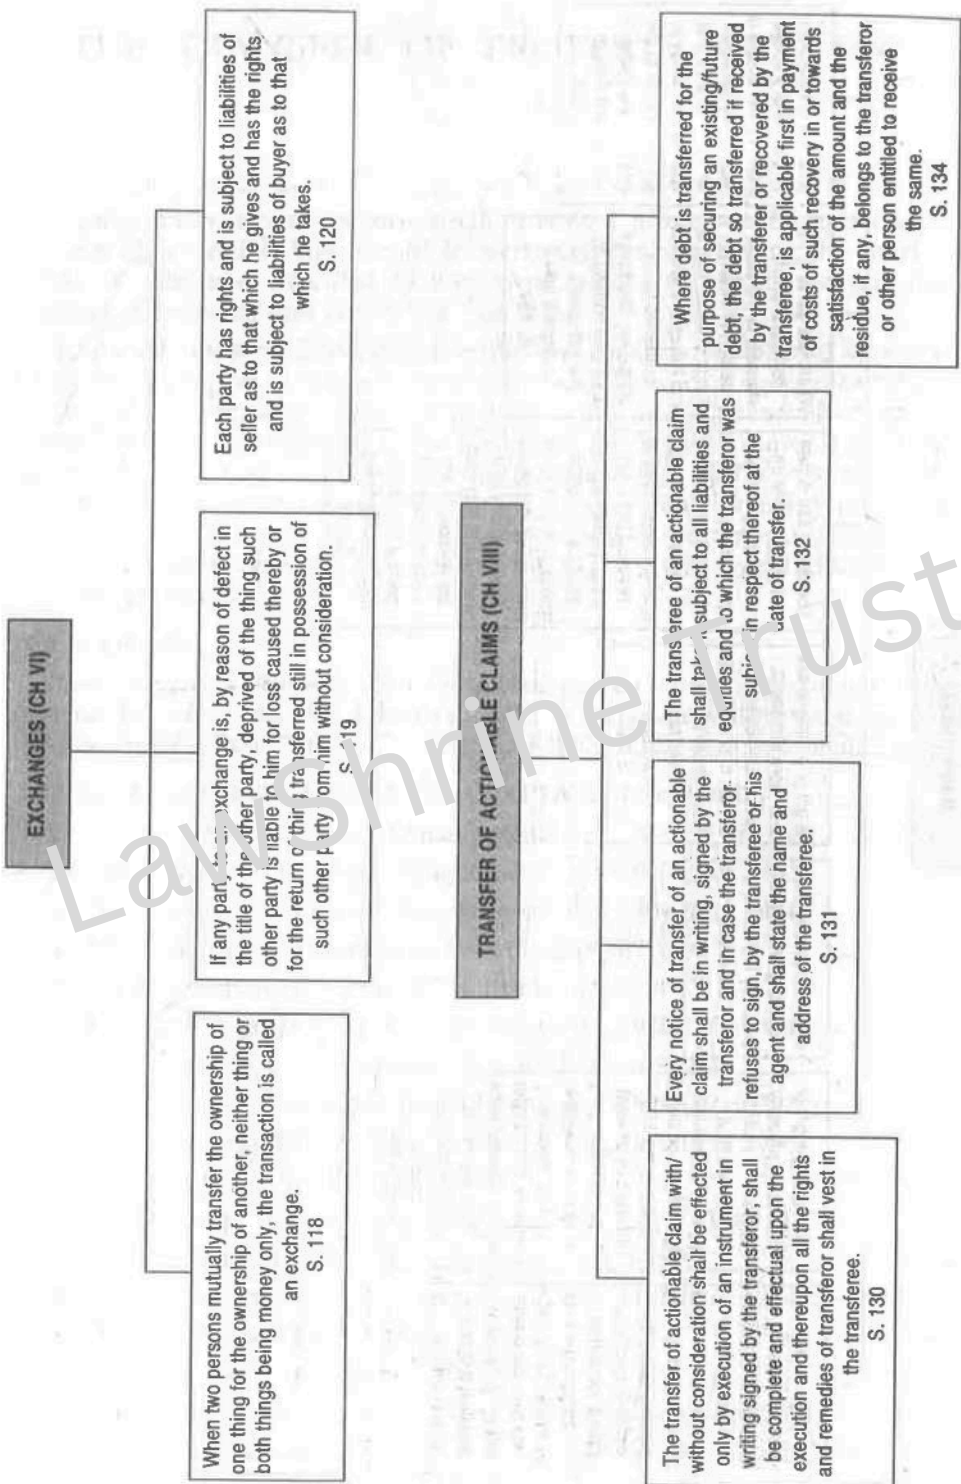 EXCHANGES (CH VII)
When two persons mutually transfer the ownership of
one thing for the ownership of another, neither thing or
both things being money only, the transaction is called
an exchange.
S. 118
If any party to an exchange is, by reason of defect in
the title of the other party, deprived of the thing such
other party is liable to him for loss caused thereby or
for the return of thing transferred still in possession of
such other party from him without consideration.
S. 119
Each party has rights and is subject to liabilities of
seller as to that which he gives and has the rights
and is subject to liabilities of buyer as to that
which he takes.
S. 120
TRANSFER OF ACTIONABLE CLAIMS (CH VIII)
The transfer of actionable claim with/
without consideration shall be effected
only by execution of an instrument in
writing signed by the transferor, shall
be complete and effectual upon the
execution and thereupon all the rights
and remedies of transferor shall vest in
the transferee.
S. 130
Every notice of transfer of an actionable
claim shall be in writing, signed by the
transferor and in case the transferor
refuses to sign, by the transferee or his
agent and shall state the name and
address of the transferee.
S. 131
The transferee of an actionable claim
shall take it subject to all liabilities and
equities and to which the transferor was
subject in respect thereof at the
date of transfer.
S. 132
Where debt is transferred for the
purpose of securing an existing/future
debt, the debt so transferred if received
by the transferor or recovered by the
transferee, is applicable first in payment
of costs of such recovery in or towards
satisfaction of the amount and the
residue, if any, belongs to the transferor
or other person entitled to receive
the same.
S. 134
Lawshrine Trust